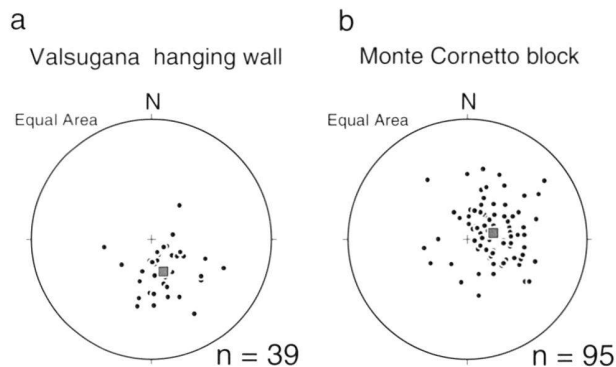 a
Valsugana hanging wall
N
Equal Area
n = 39
b
Monte Cornetto block
N
Equal Area
n = 95